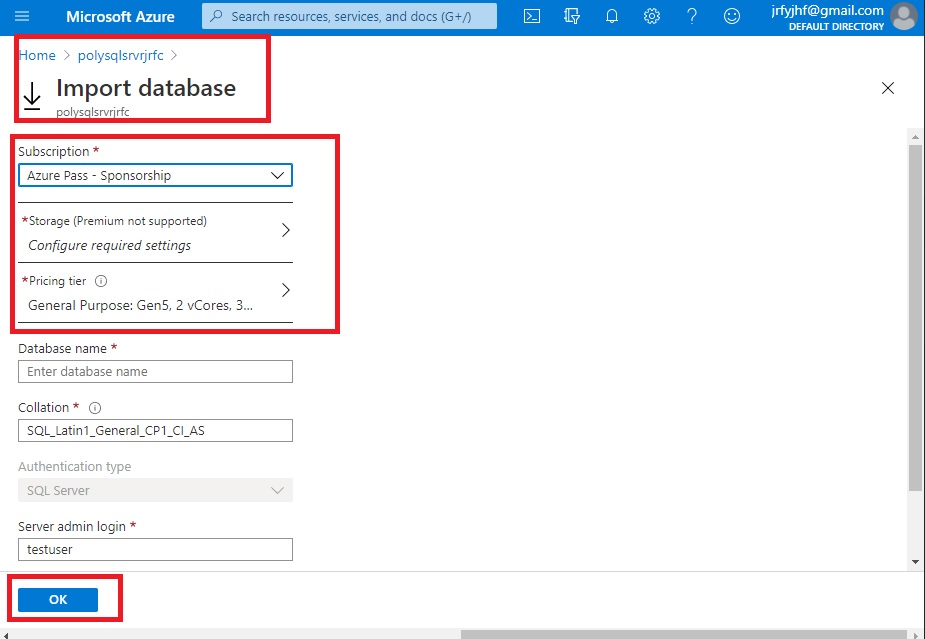 Microsoft Azure
Search resources, services, and docs (G+/)
jrfyjhf@gmail.com
DEFAULT DIRECTORY
Home > polysqlsrvrjrfc >
Import database
polysqlsrvrjrfc
Subscription *
Azure Pass - Sponsorship
*Storage (Premium not supported)
Configure required settings
*Pricing tier
General Purpose: Gen5, 2 vCores, 3...
Database name *
Enter database name
Collation *
SQL_Latin1_General_CP1_CI_AS
Authentication type
SQL Server
Server admin login *
testuser
OK